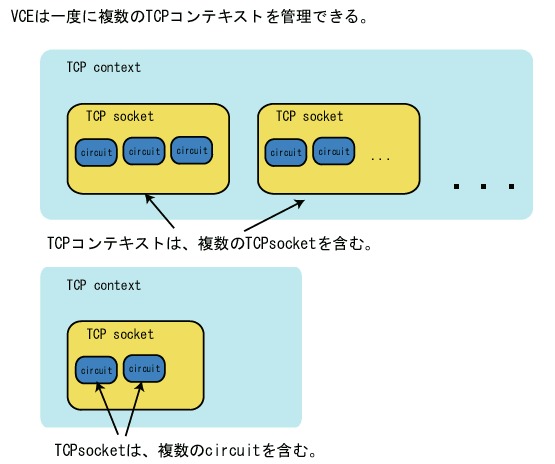 VCEは一度に複数のTCPコンテキストを管理できる。
TCP context
TCP socket
circuit circuit circuit
TCP socket
circuit circuit ...
TCPコンテキストは、複数のTCPsocketを含む。
TCP context
TCP socket
circuit circuit
TCPsocketは、複数のcircuitを含む。